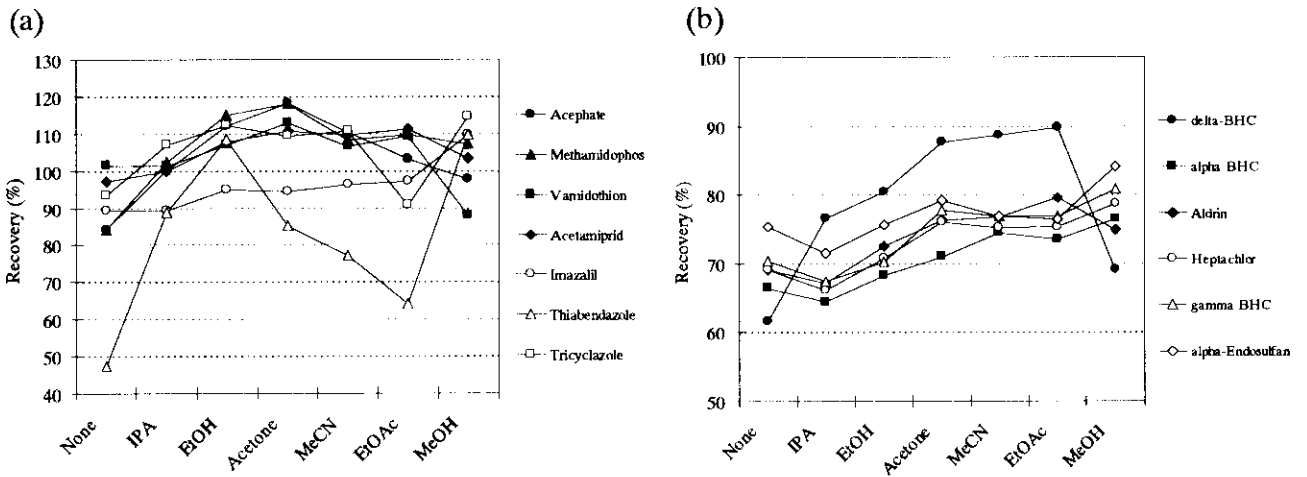 (a)
130
120
110
100
90
80
70
60
50
40
Recovery (%)
None
IPA
EtOH
Acetone
MeCN
EtOAc
MeOH
Acephate
Methamidophos
Vamidothion
Acetamiprid
Imazalil
Thiabendazole
Tricyclazole
(b)
100
90
80
70
60
50
Recovery (%)
None
IPA
EtOH
Acetone
MeCN
EtOAc
MeOH
delta-BHC
alpha BHC
Aldrin
Heptachlor
gamma BHC
alpha-Endosulfan